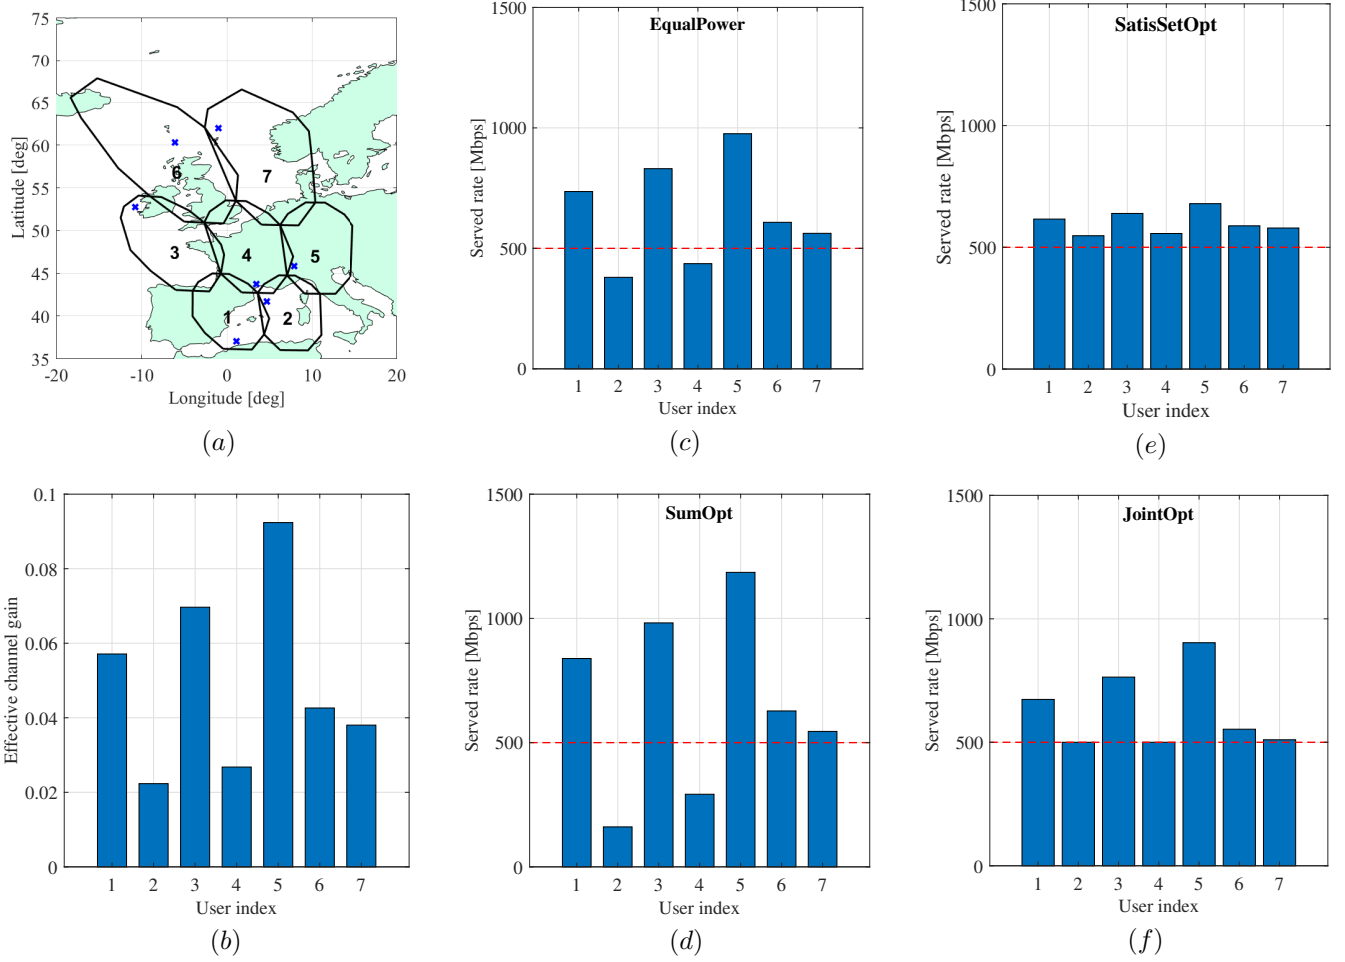 75
70
65
60
55
50
45
40
35
-20
-10
0
10
20
Latitude [deg]
Longitude [deg]
6
7
3
4
5
1
2
(a)
1500
1000
500
0
EqualPower
Served rate [Mbps]
1 2 3 4 5 6 7
User index
(c)
1500
1000
500
0
SatisSetOpt
Served rate [Mbps]
1 2 3 4 5 6 7
User index
(e)
0.1
0.08
0.06
0.04
0.02
0
Effective channel gain
1 2 3 4 5 6 7
User index
(b)
1500
1000
500
0
SumOpt
Served rate [Mbps]
1 2 3 4 5 6 7
User index
(d)
1500
1000
500
0
JointOpt
Served rate [Mbps]
1 2 3 4 5 6 7
User index
(f)